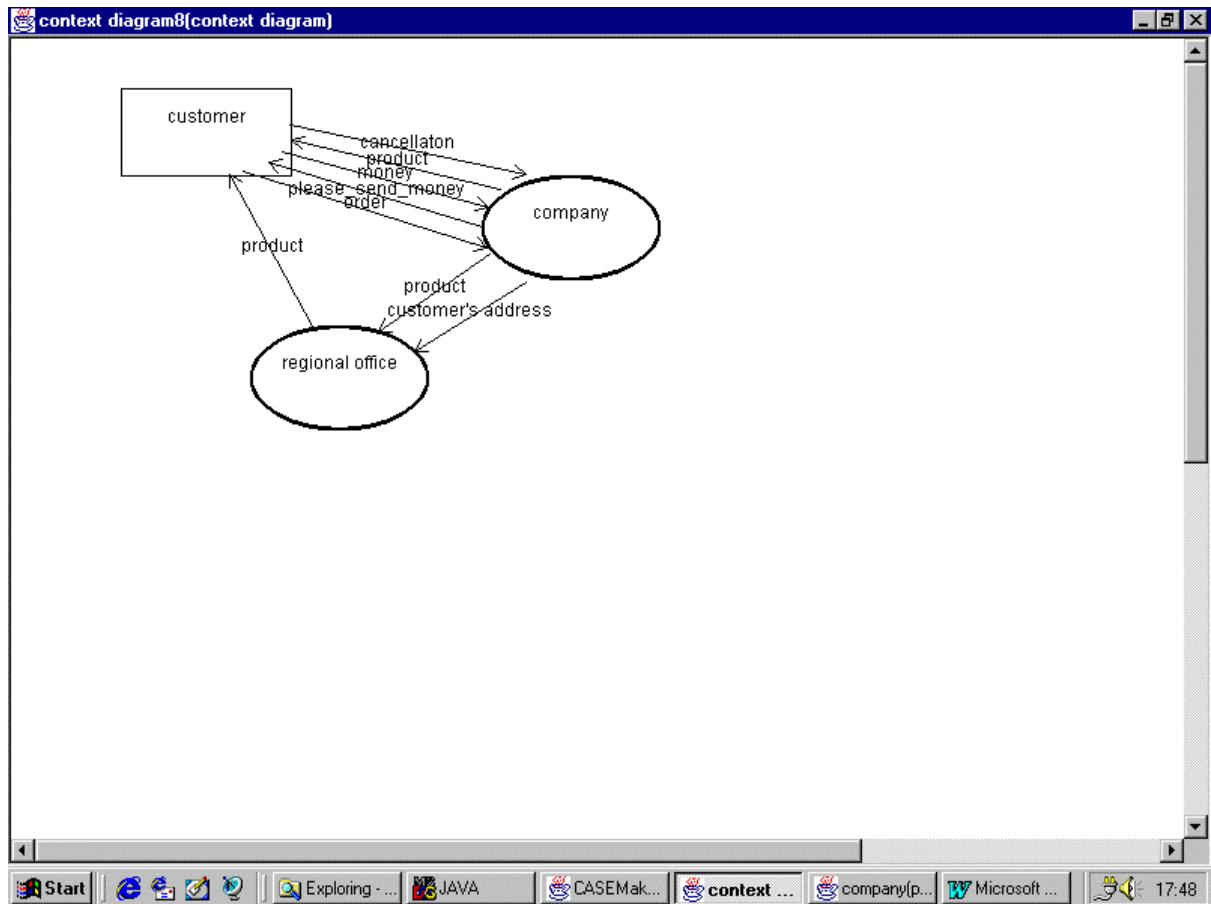 context diagram8(context diagram)
customer
cancellaton
product
money
please_send_money
order
company
product
product
customer's address
regional office
Start
Exploring - ...
JAVA
CASEMak...
context ...
company(p...
Microsoft ...
17:48